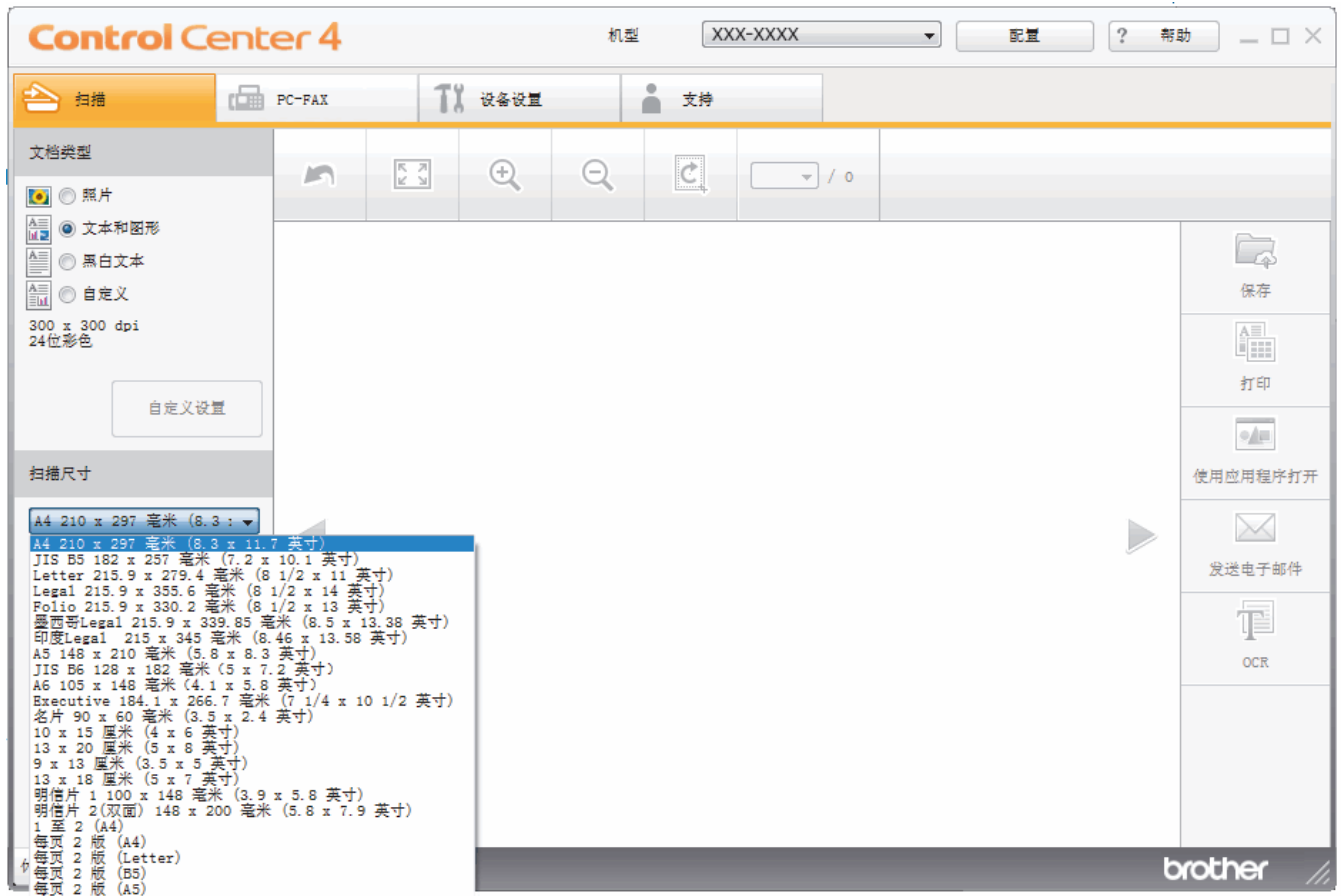 Control Center 4
机型
XXX-XXXX
配置
? 帮助
扫描
PC-FAX
设备设置
支持
文档类型
照片
文本和图形
黑白文本
自定义
300 x 300 dpi
24位彩色
自定义设置
扫描尺寸
/ 0
保存
打印
使用应用程序打开
发送电子邮件
OCR
A4 210 x 297 毫米 (8.3 :
A4 210 x 297 毫米 (8.3 x 11.7 英寸)
JIS B5 182 x 257 毫米 (7.2 x 10.1 英寸)
Letter 215.9 x 279.4 毫米 (8 1/2 x 11 英寸)
Legal 215.9 x 355.6 毫米 (8 1/2 x 14 英寸)
Folio 215.9 x 330.2 毫米 (8 1/2 x 13 英寸)
墨西哥Legal 215.9 x 339.85 毫米 (8.5 x 13.38 英寸)
印度Legal 215 x 345 毫米 (8.46 x 13.58 英寸)
A5 148 x 210 毫米 (5.8 x 8.3 英寸)
JIS B6 128 x 182 毫米 (5 x 7.2 英寸)
A6 105 x 148 毫米 (4.1 x 5.8 英寸)
Executive 184.1 x 266.7 毫米 (7 1/4 x 10 1/2 英寸)
名片 90 x 60 毫米 (3.5 x 2.4 英寸)
10 x 15 厘米 (4 x 6 英寸)
13 x 20 厘米 (5 x 8 英寸)
9 x 13 厘米 (3.5 x 5 英寸)
13 x 18 厘米 (5 x 7 英寸)
明信片 1 100 x 148 毫米 (3.9 x 5.8 英寸)
明信片 2(双面) 148 x 200 毫米 (5.8 x 7.9 英寸)
1 至 2 (A4)
每页 2 版 (A4)
每页 2 版 (Letter)
每页 2 版 (B5)
每页 2 版 (A5)
brother